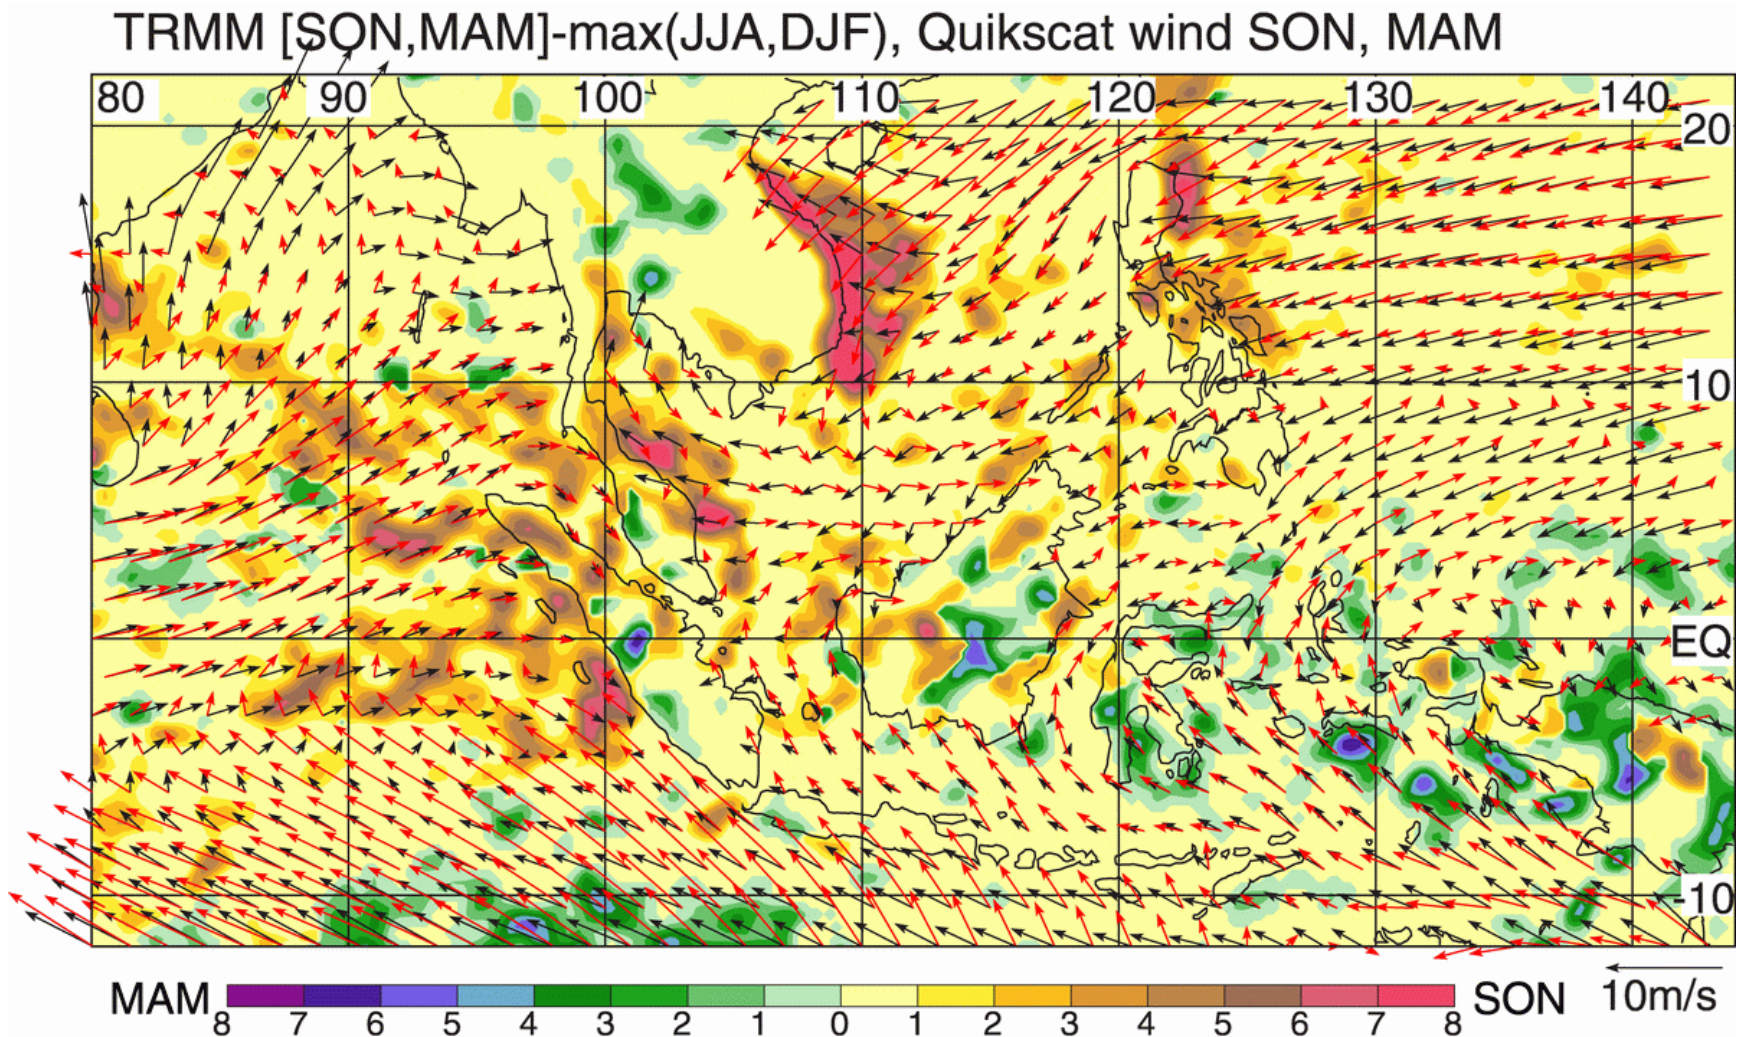 TRMM [SON,MAM]-max(JJA,DJF), Quikscat wind SON, MAM
80 90 100 110 120 130 140
20
10
EQ
-10
MAM SON
8 7 6 5 4 3 2 1 0 1 2 3 4 5 6 7 8
10m/s